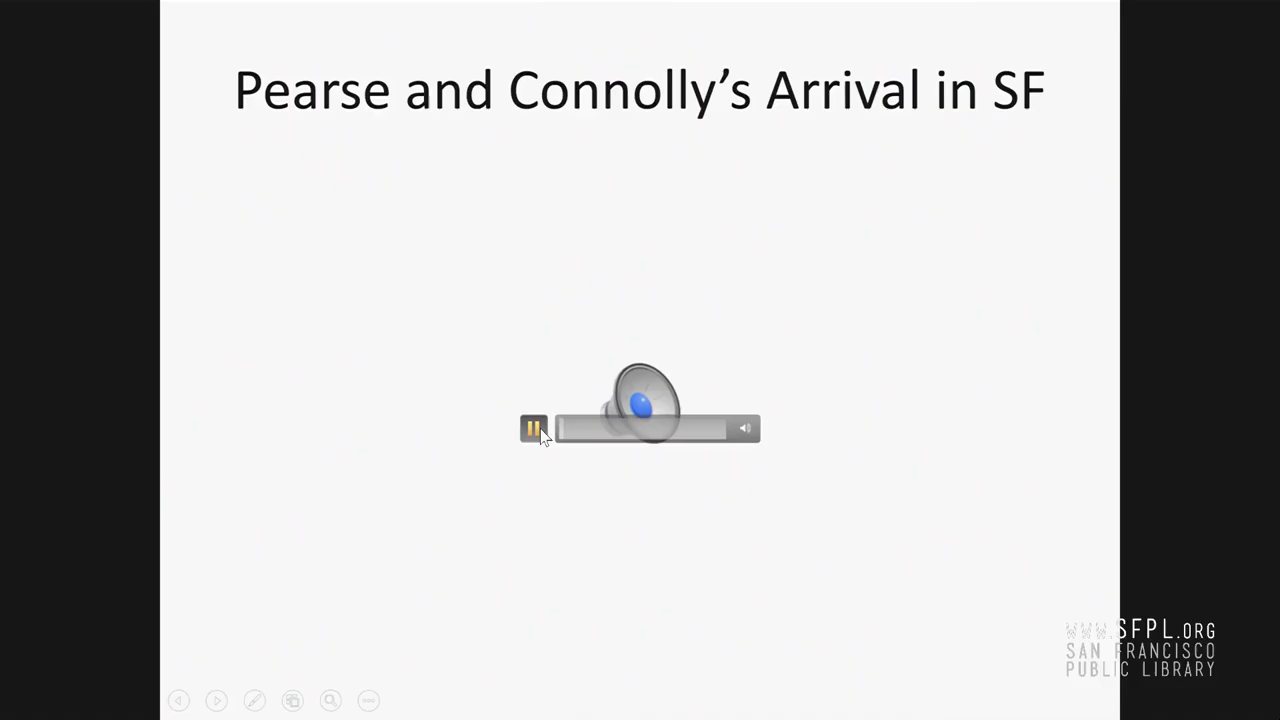 Pearse and Connolly’s Arrival in SF
WWW.SFPL.ORG
SAN FRANCISCO
PUBLIC LIBRARY